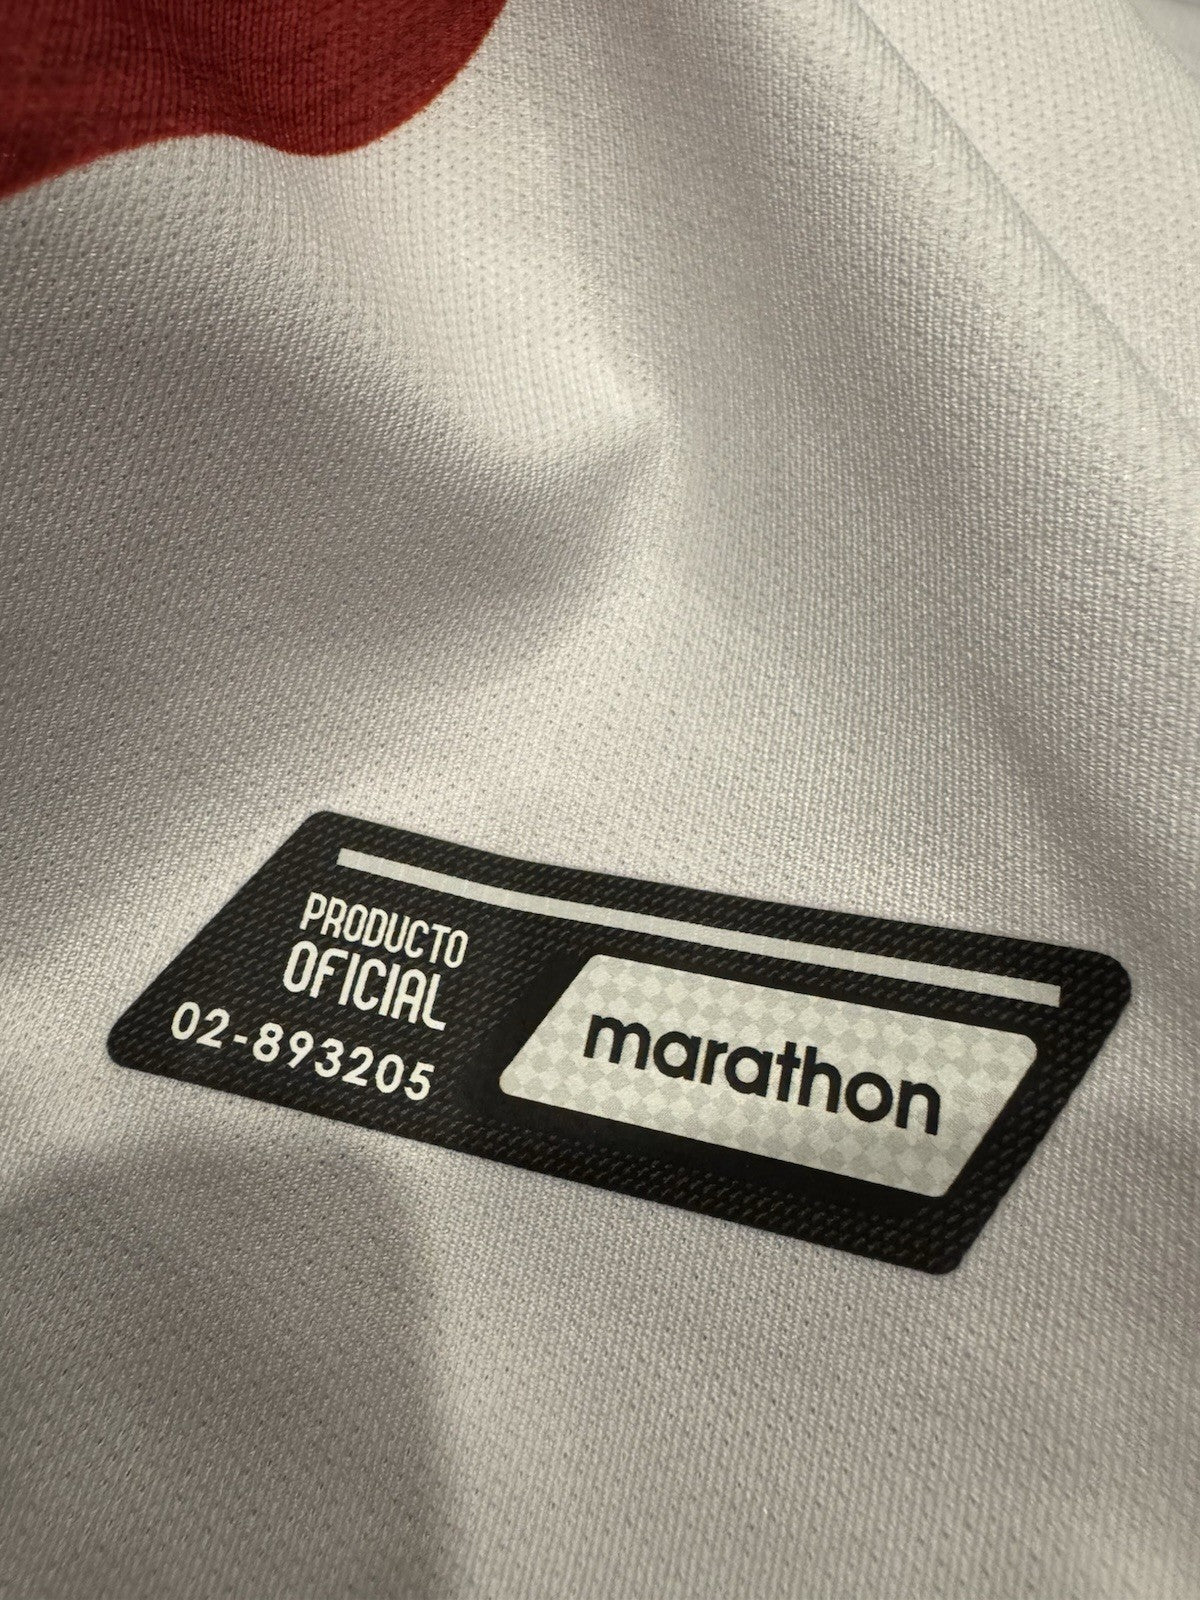 PRODUCTO
OFICIAL
02-893205
marathon